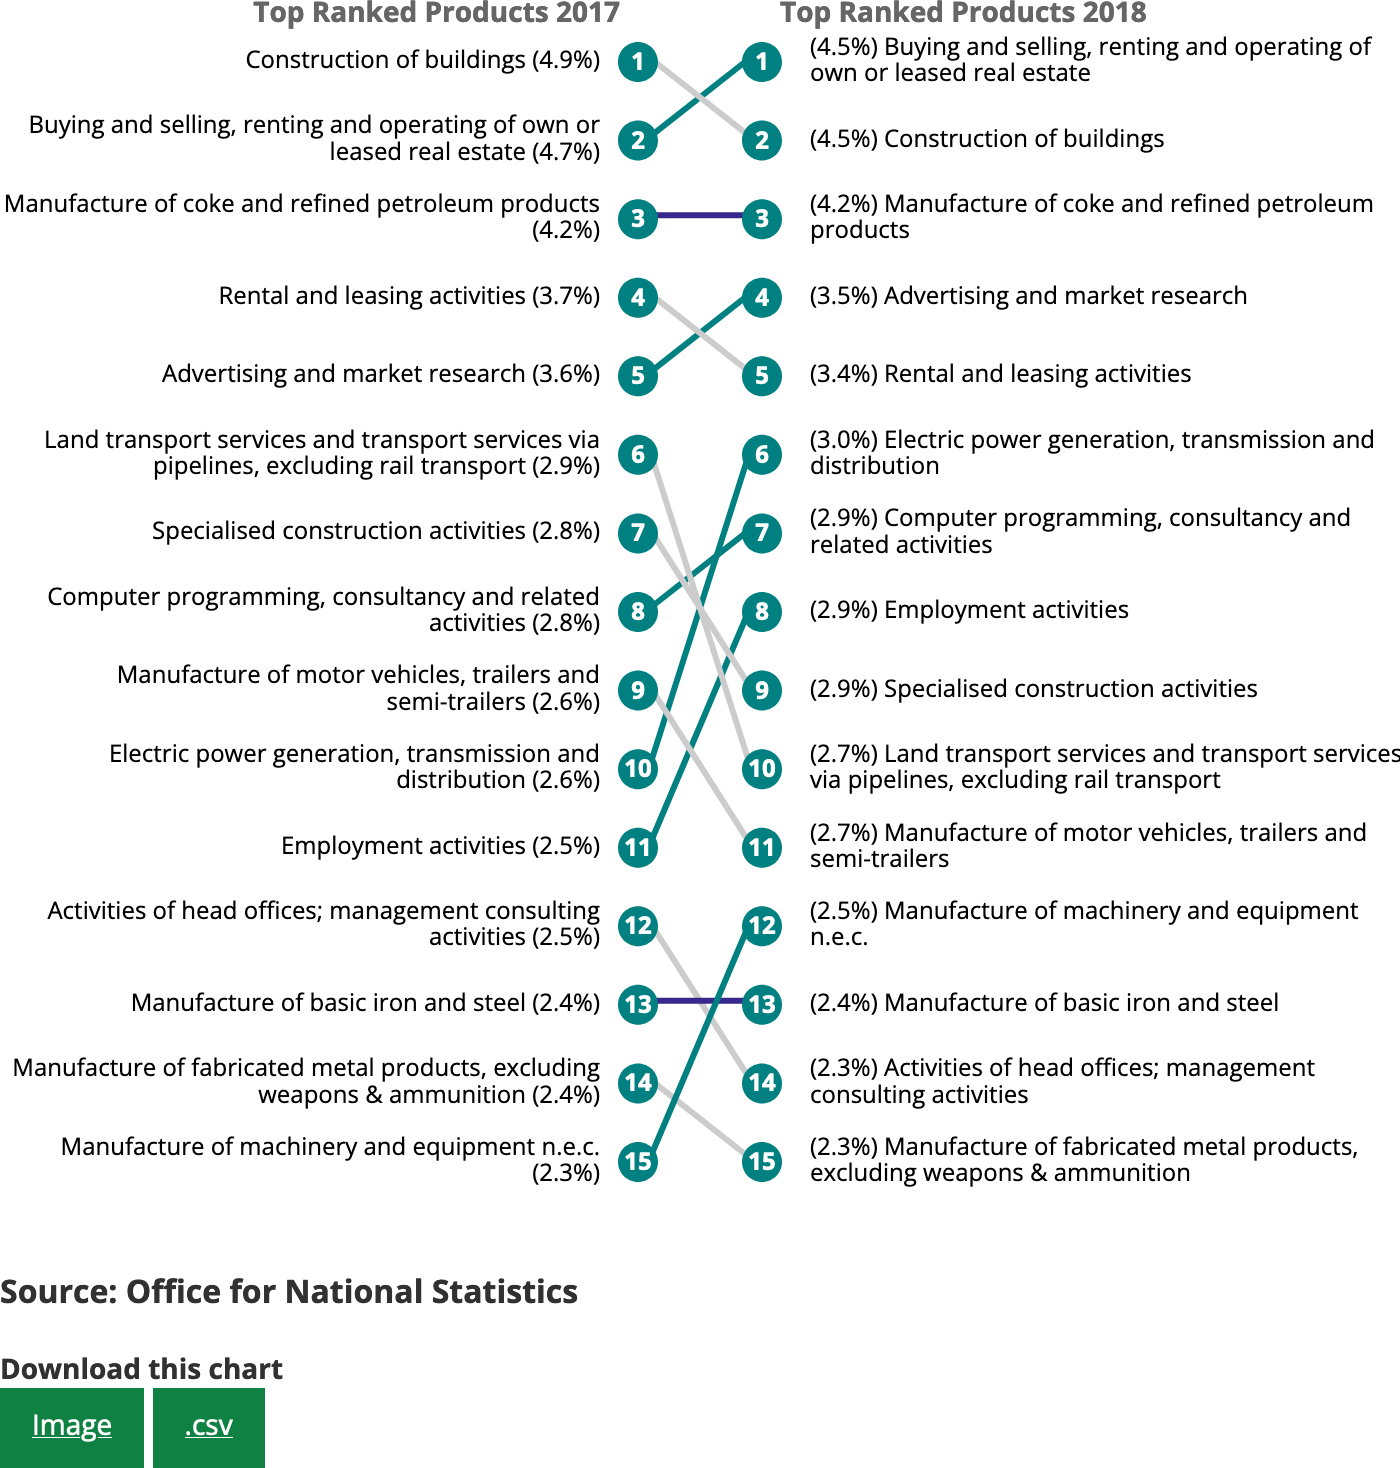 Top Ranked Products 2017
Top Ranked Products 2018
Construction of buildings (4.9%)
1
1
(4.5%) Buying and selling, renting and operating of
own or leased real estate
Buying and selling, renting and operating of own or
leased real estate (4.7%)
2
2
(4.5%) Construction of buildings
Manufacture of coke and refined petroleum products
(4.2%)
3
3
(4.2%) Manufacture of coke and refined petroleum
products
Rental and leasing activities (3.7%)
4
4
(3.5%) Advertising and market research
Advertising and market research (3.6%)
5
5
(3.4%) Rental and leasing activities
Land transport services and transport services via
pipelines, excluding rail transport (2.9%)
6
6
(3.0%) Electric power generation, transmission and
distribution
Specialised construction activities (2.8%)
7
7
(2.9%) Computer programming, consultancy and
related activities
Computer programming, consultancy and related
activities (2.8%)
8
8
(2.9%) Employment activities
Manufacture of motor vehicles, trailers and
semi-trailers (2.6%)
9
9
(2.9%) Specialised construction activities
Electric power generation, transmission and
distribution (2.6%)
10
10
(2.7%) Land transport services and transport services
via pipelines, excluding rail transport
Employment activities (2.5%)
11
11
(2.7%) Manufacture of motor vehicles, trailers and
semi-trailers
Activities of head offices; management consulting
activities (2.5%)
12
12
(2.5%) Manufacture of machinery and equipment
n.e.c.
Manufacture of basic iron and steel (2.4%)
13
13
(2.4%) Manufacture of basic iron and steel
Manufacture of fabricated metal products, excluding
weapons & ammunition (2.4%)
14
14
(2.3%) Activities of head offices; management
consulting activities
Manufacture of machinery and equipment n.e.c.
(2.3%)
15
15
(2.3%) Manufacture of fabricated metal products,
excluding weapons & ammunition
Source: Office for National Statistics
Download this chart
Image
.csv